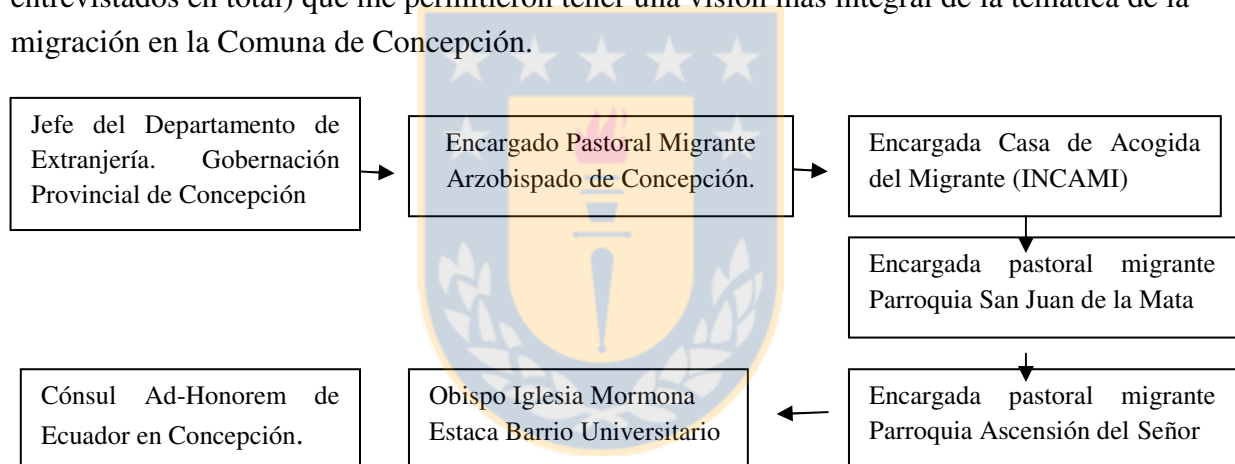 entrevistados en total) que me permitieron tener una visión más integral de la temática de la
migración en la Comuna de Concepción.
Jefe del Departamento de
Extranjería. Gobernación
Provincial de Concepción
Encargado Pastoral Migrante
Arzobispado de Concepción.
Encargada Casa de Acogida
del Migrante (INCAMI)
Encargada pastoral migrante
Parroquia San Juan de la Mata
Encargada pastoral migrante
Parroquia Ascensión del Señor
Obispo Iglesia Mormona
Estaca Barrio Universitario
Cónsul Ad-Honorem de
Ecuador en Concepción.